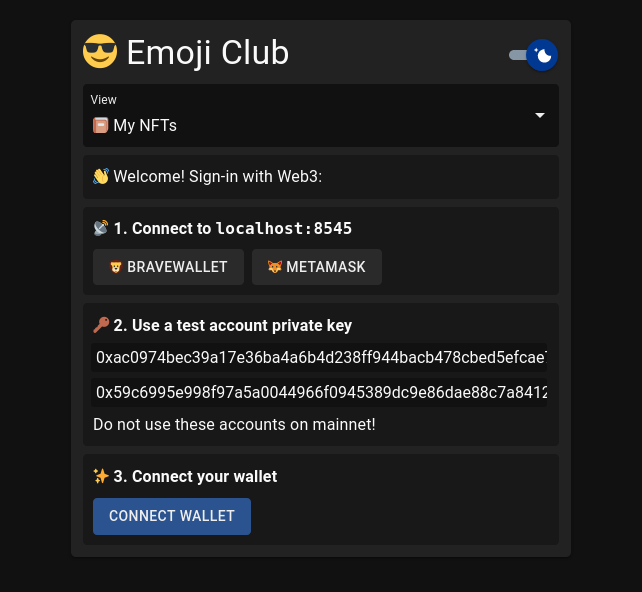 😎 Emoji Club
View
📔 My NFTs
👋 Welcome! Sign-in with Web3:
📡 1. Connect to localhost:8545
🦁 BRAVEWALLET 🦊 METAMASK
🔑 2. Use a test account private key
0xac0974bec39a17e36ba4a6b4d238ff944bacb478cbed5efcae
0x59c6995e998f97a5a0044966f0945389dc9e86dae88c7a8412
Do not use these accounts on mainnet!
✨ 3. Connect your wallet
CONNECT WALLET